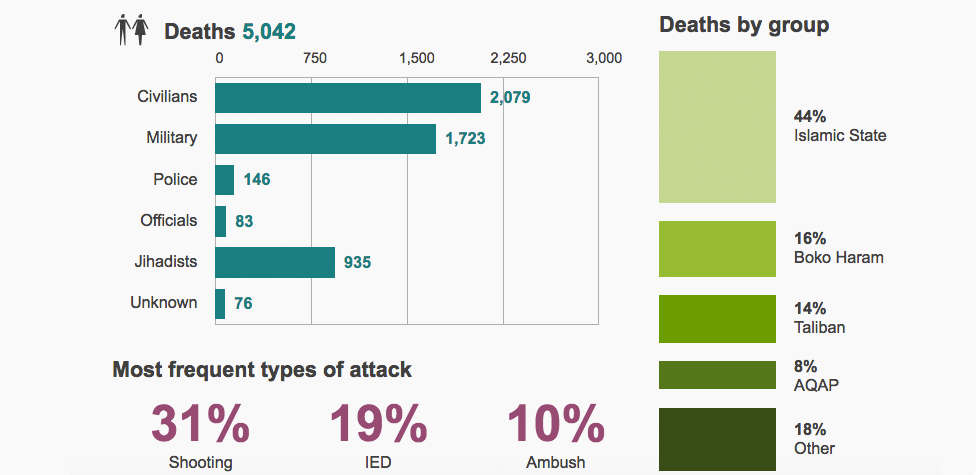 Deaths 5,042
0 750 1,500 2,250 3,000
Civilians 2,079
Military 1,723
Police 146
Officials 83
Jihadists 935
Unknown 76
Most frequent types of attack
31% 19% 10%
Shooting IED Ambush
Deaths by group
44%
Islamic State
16%
Boko Haram
14%
Taliban
8%
AQAP
18%
Other